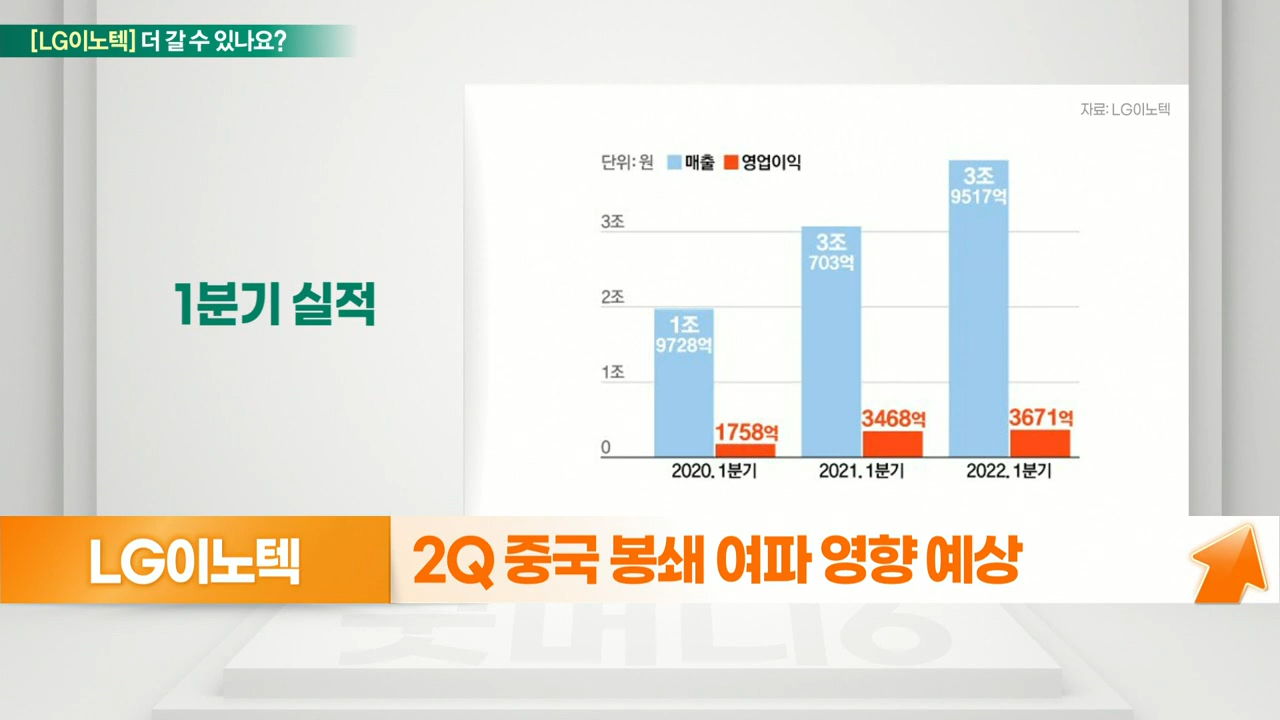 [LG이노텍] 더 갈 수 있나요?
자료: LG이노텍
단위: 원 매출 영업이익
3조
2조
1조
0
1조
9728억
1758억
3조
703억
3468억
3조
9517억
3671억
2020.1분기 2021.1분기 2022.1분기
1분기 실적
LG이노텍
2Q 중국 봉쇄 여파 영향 예상
굿머니6